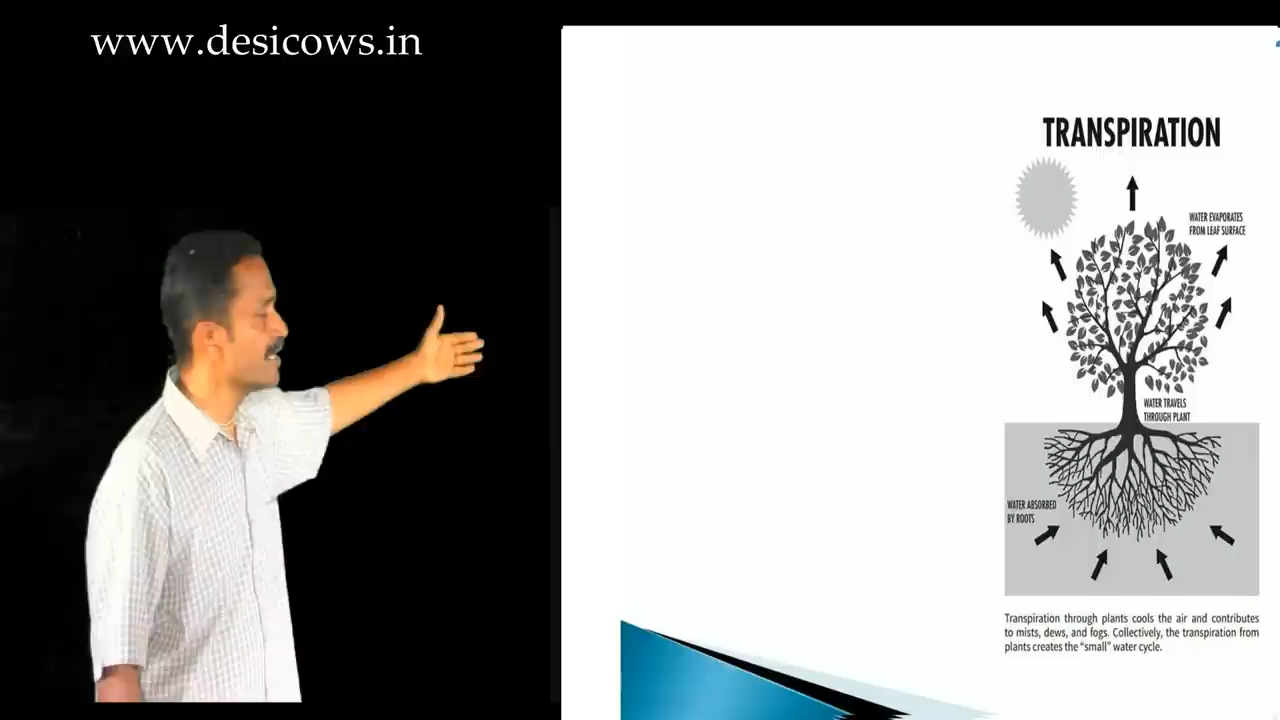 www.desicows.in
TRANSPIRATION
WATER EVAPORATES
FROM LEAF SURFACE
WATER TRAVELS
THROUGH PLANT
WATER ABSORBED
BY ROOTS
Transpiration through plants cools the air and contributes
to mists, dews, and fogs. Collectively, the transpiration from
plants creates the “small” water cycle.